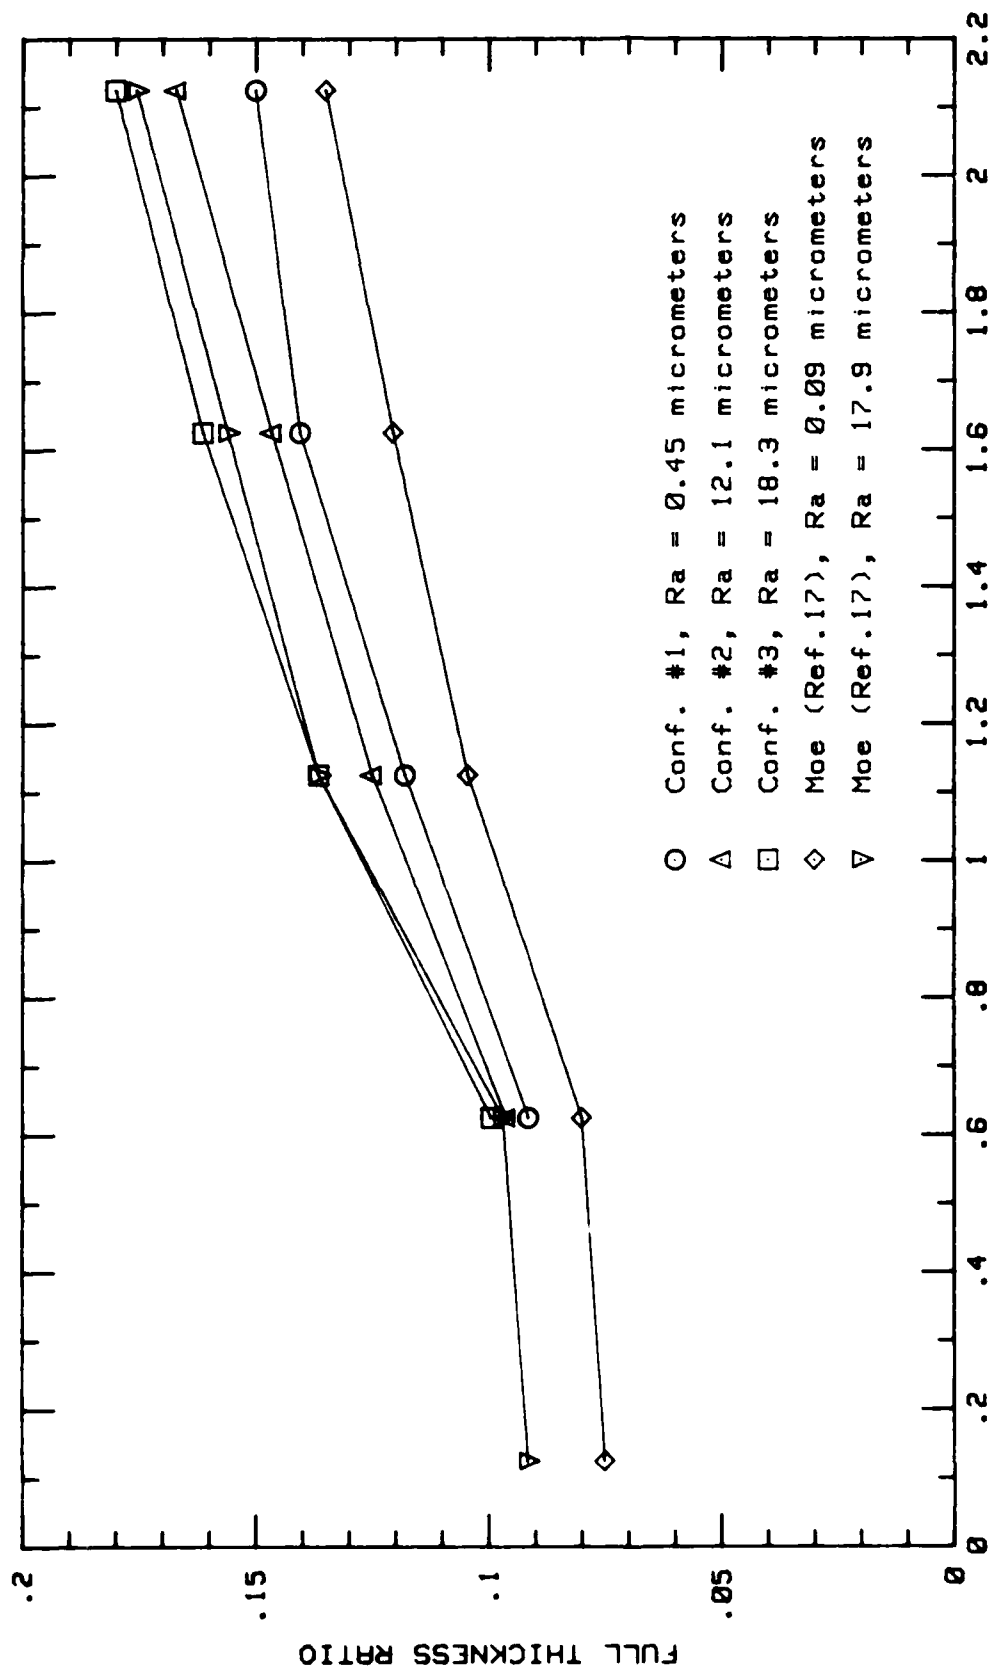 FULL THICKNESS RATIO
.2
.15
.1
.05
0
Conf. #1, Ra = 0.45 micrometers
Conf. #2, Ra = 12.1 micrometers
Conf. #3, Ra = 18.3 micrometers
Moe (Ref.17), Ra = 0.09 micrometers
Moe (Ref.17), Ra = 17.9 micrometers
0 .2 .4 .6 .8 1 1.2 1.4 1.6 1.8 2 2.2